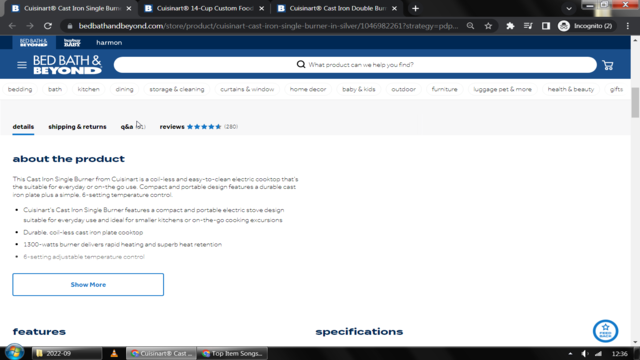 Cuisinart® Cast Iron Single Burn
Cuisinart® 14-Cup Custom Food
Cuisinart® Cast Iron Double Bur
bedbathandbeyond.com/store/product/cuisinart-cast-iron-single-burner-in-silver/1046982261?strategy=pdp...
Incognito (2)
BED BATH & BEYOND
harmon
BED BATH & BEYOND
What product can we help you find?
bedding bath kitchen dining storage & cleaning curtains & window home decor baby & kids outdoor furniture luggage pet & more health & beauty gifts
details shipping & returns q&a reviews (280)
about the product
This Cast Iron Single Burner from Cuisinart is a coil-less and easy-to-clean electric cooktop that's
the suitable for everyday or on-the go use. Compact and portable design features a durable cast
iron plate plus a simple, 6-setting temperature control.
• Cuisinart's Cast Iron Single Burner features a compact and portable electric stove design
suitable for everyday use and ideal for smaller kitchens or on-the-go cooking excursions
• Durable, coil-less cast iron plate cooktop
• 1300-watts burner delivers rapid heating and superb heat retention
• 6-setting adjustable temperature control
Show More
features
specifications
FEED
BACK
2022-09
Cuisinart® Cast ...
Top Item Songs...
12:36